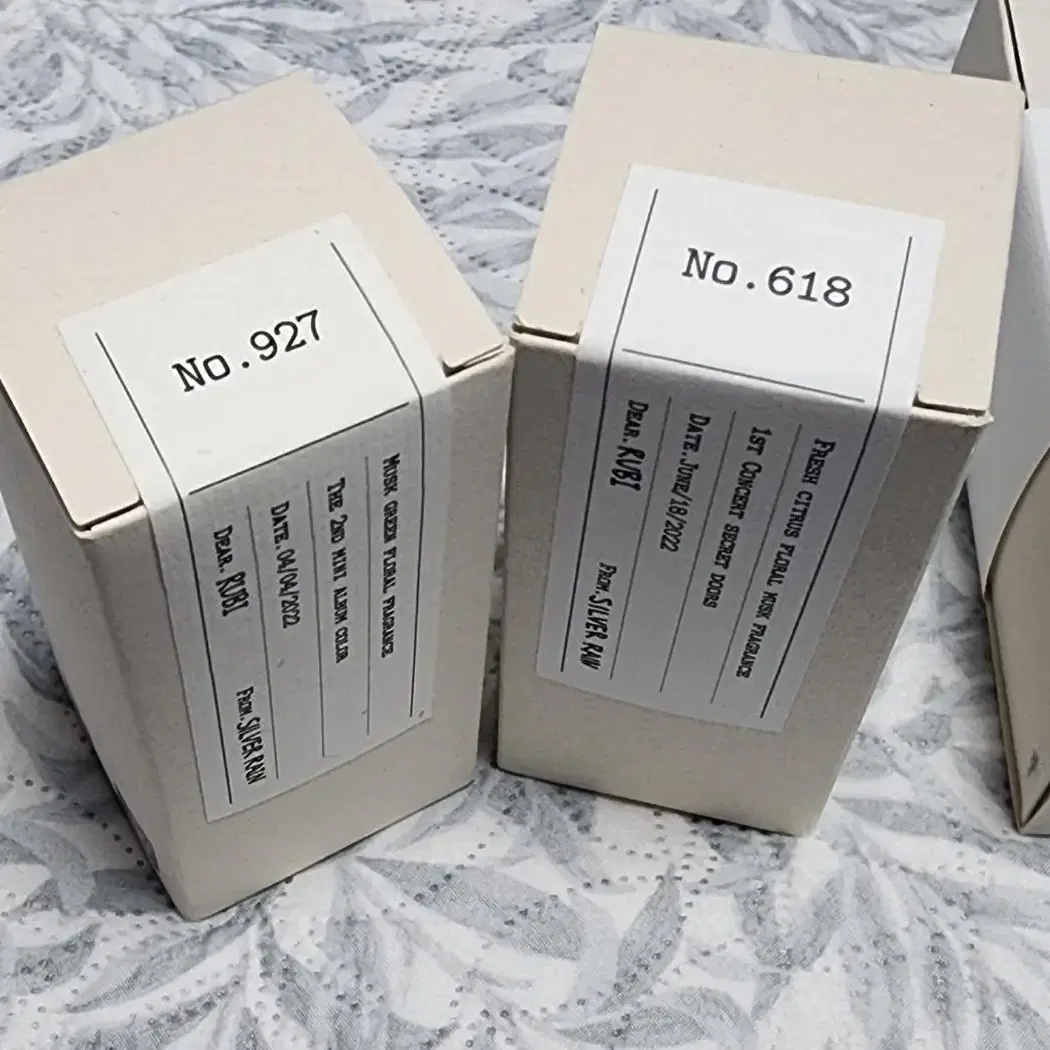 No.927
MUSK GREEN FLORAL FRAGRANCE
THE 2ND MINI ALBUM COLOR
DATE.04/04/2022
DEAR. RUBI
FROM.SILVER RAIN
No.618
FRESH CITRUS FLORAL MUSK FRAGRANCE
1ST CONCERT SECRET DOORS
DATE.JUNE/18/2022
DEAR.RUBI
FROM.SILVER RAIN